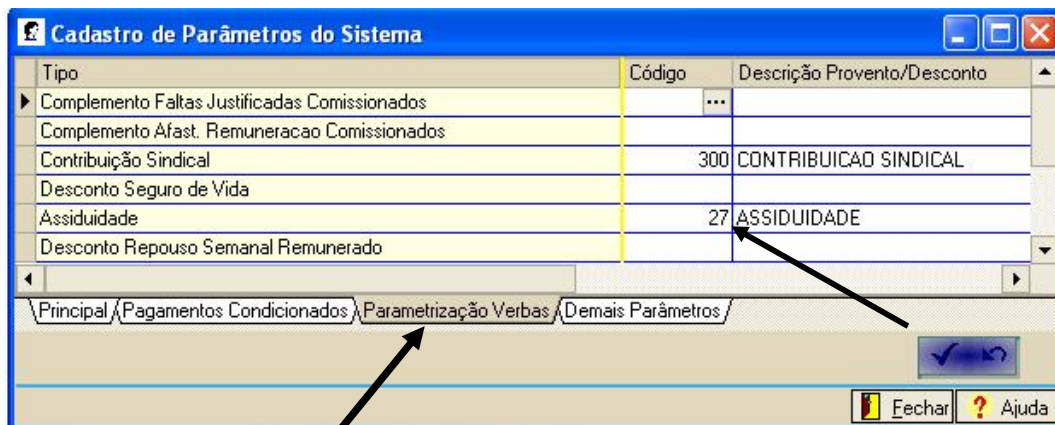 Cadastro de Parâmetros do Sistema
Tipo Código Descrição Provento/Desconto
Complemento Faltas Justificadas Comissionados ...
Complemento Afast. Remuneracao Comissionados
Contribuição Sindical 300 CONTRIBUICAO SINDICAL
Desconto Seguro de Vida
Assiduidade 27 ASSIDUIDADE
Desconto Repouso Semanal Remunerado
Principal Pagamentos Condicionados Parametrização Verbas Demais Parâmetros
Fechar ? Ajuda